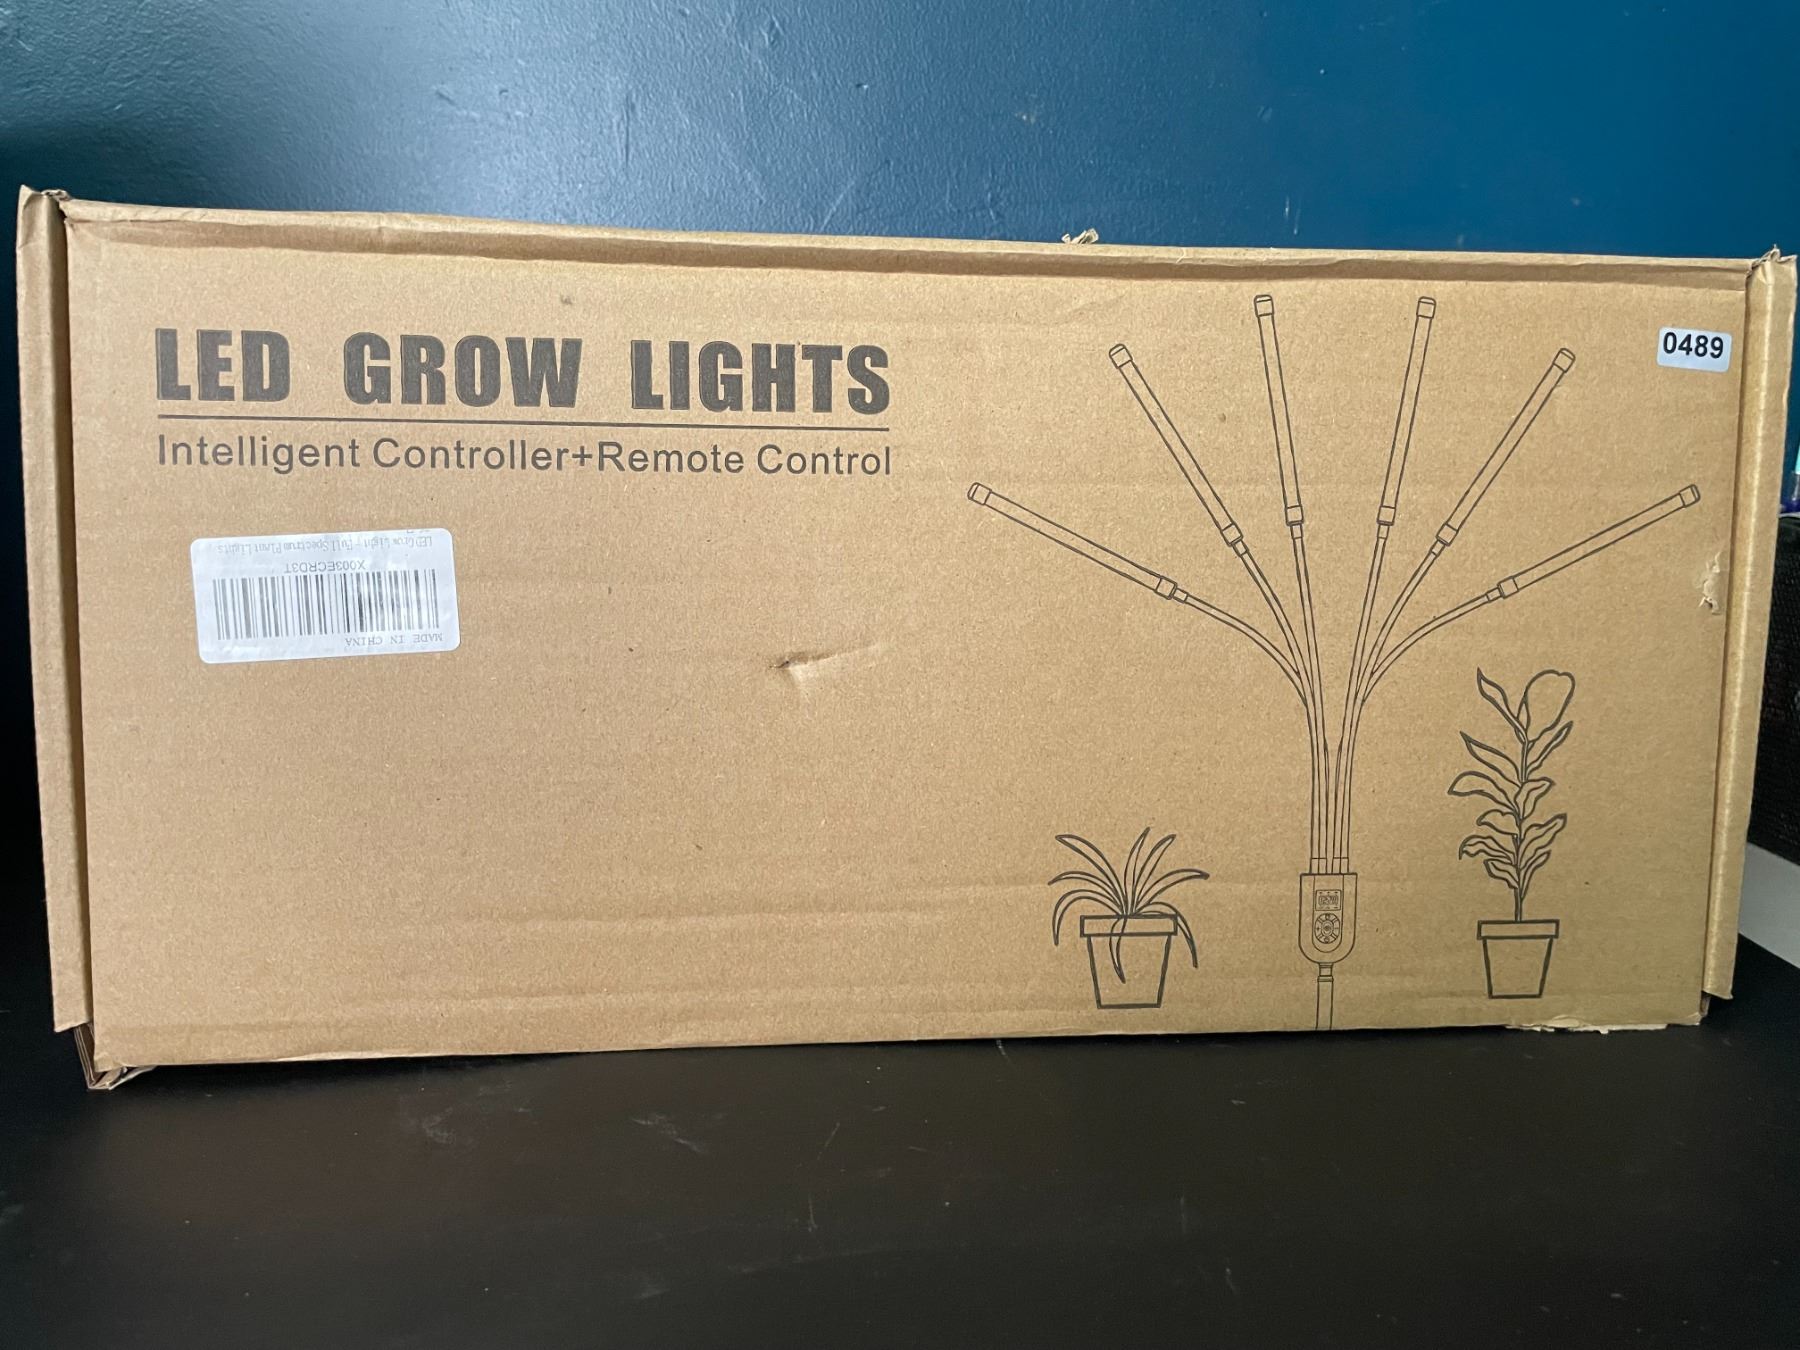 LED GROW LIGHTS
Intelligent Controller+Remote Control
0489
MADE IN CHINA
X003ECRD3T
LED Grow Light - Full Spectrum Plant Lights